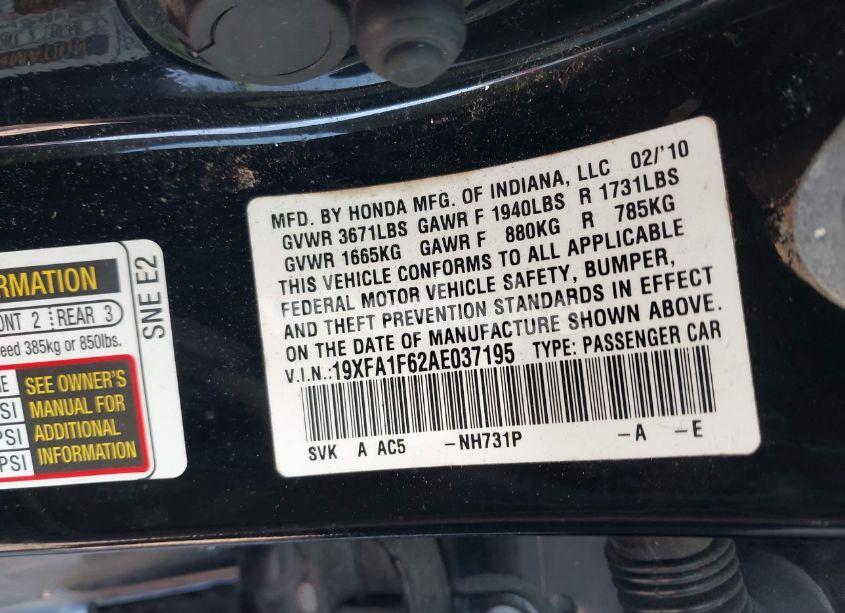 MFD. BY HONDA MFG. OF INDIANA, LLC 02/'10
GVWR 3671LBS GAWR F 1940LBS R 1731LBS
GVWR 1665KG GAWR F 880KG R 785KG
THIS VEHICLE CONFORMS TO ALL APPLICABLE
FEDERAL MOTOR VEHICLE SAFETY, BUMPER,
AND THEFT PREVENTION STANDARDS IN EFFECT
ON THE DATE OF MANUFACTURE SHOWN ABOVE.
V.I.N.:19XFA1F62AE037195 TYPE: PASSENGER CAR
SVK A AC5 -NH731P -A -E
RMATION
ONT 2 REAR 3
eed 385kg or 850lbs.
SEE OWNER'S
MANUAL FOR
ADDITIONAL
INFORMATION
PSI
PSI
PSI
SNE E2